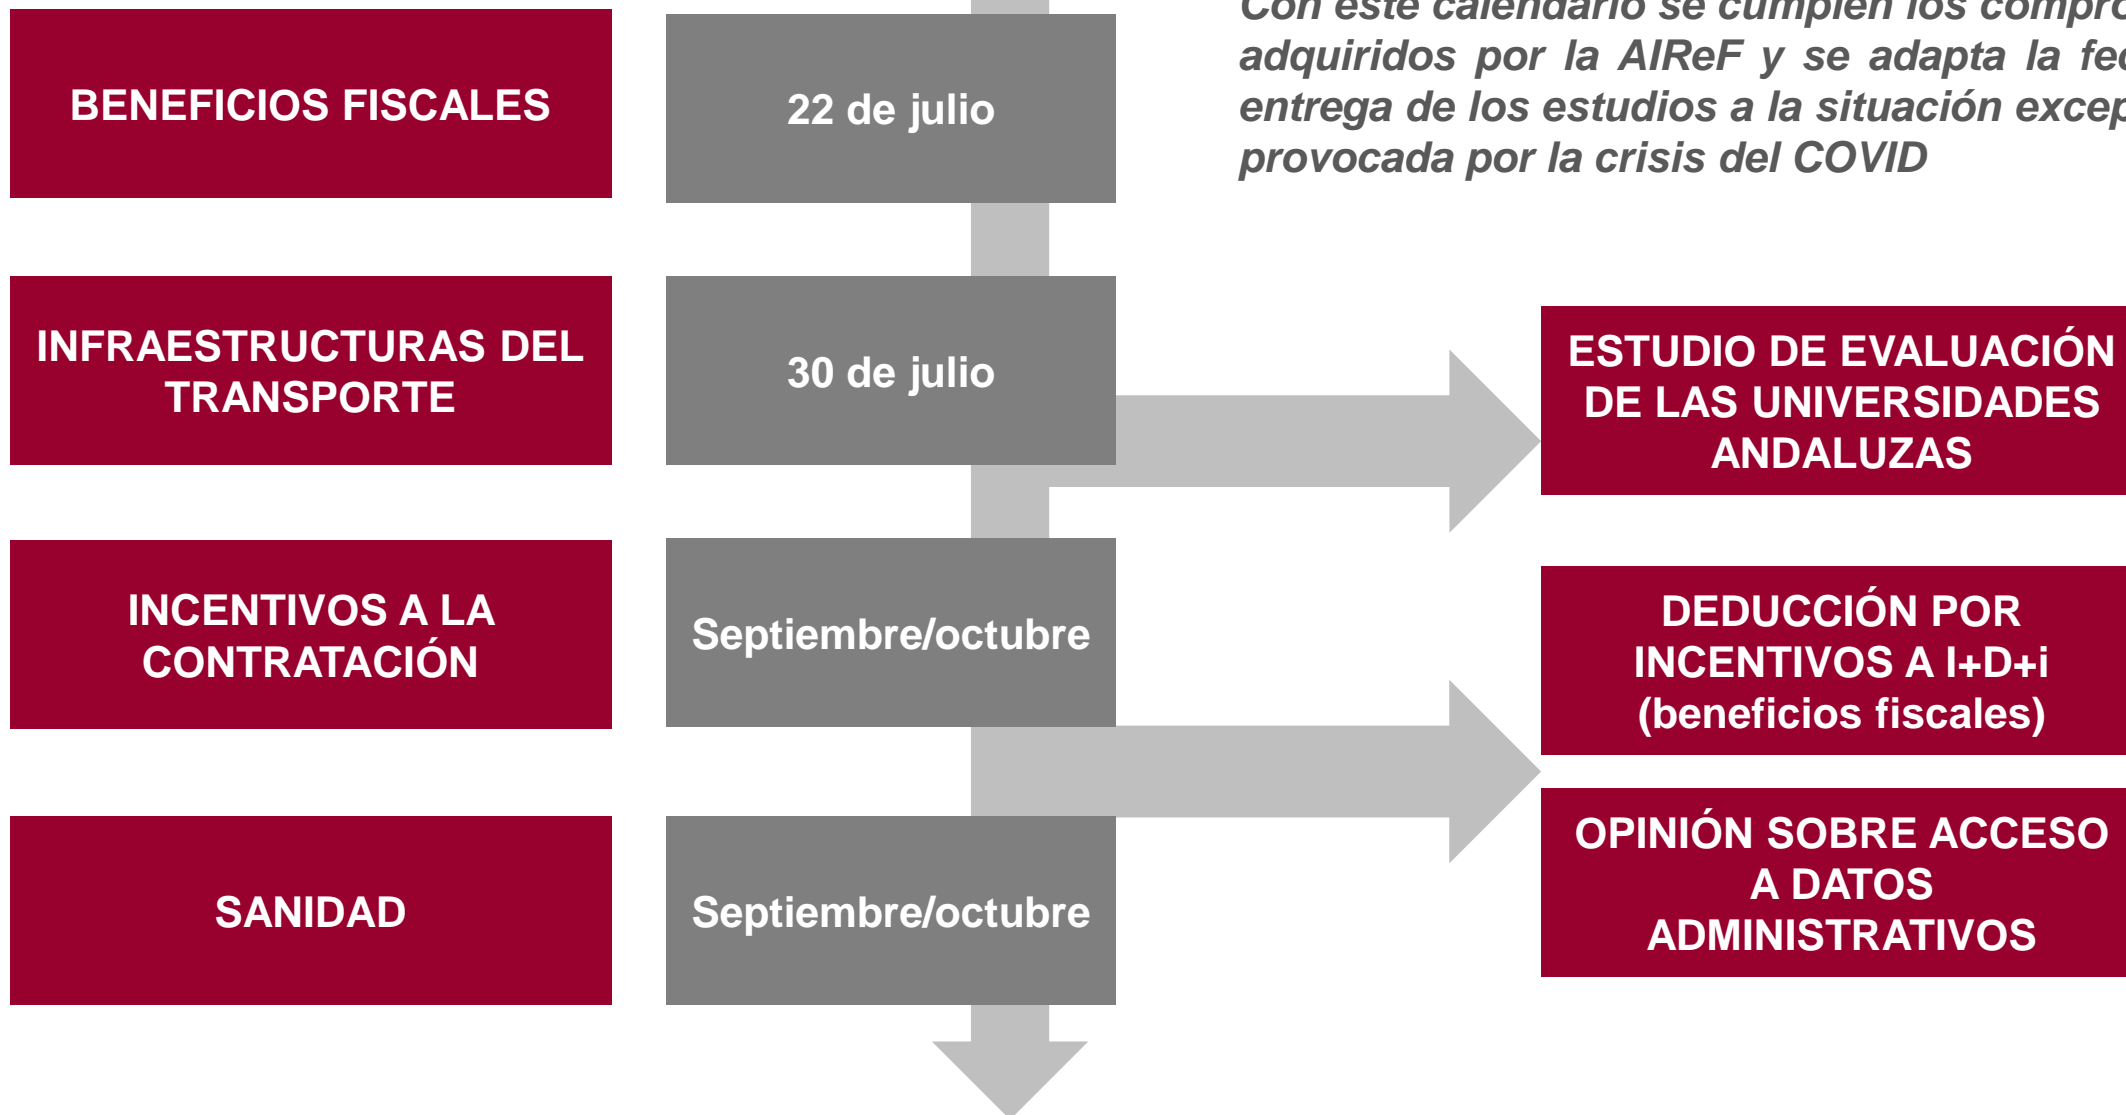 Con este calendario se cumplen los
adquiridos por la AIReF y se adapta la
entrega de los estudios a la situación
provocada por la crisis del COVID
BENEFICIOS FISCALES
22 de julio
INFRAESTRUCTURAS DEL
TRANSPORTE
30 de julio
ESTUDIO DE EVALUACIÓN
DE LAS UNIVERSIDADES
ANDALUZAS
INCENTIVOS A LA
CONTRATACIÓN
Septiembre/octubre
DEDUCCIÓN POR
INCENTIVOS A I+D+i
(beneficios fiscales)
SANIDAD
Septiembre/octubre
OPINIÓN SOBRE ACCESO
A DATOS
ADMINISTRATIVOS